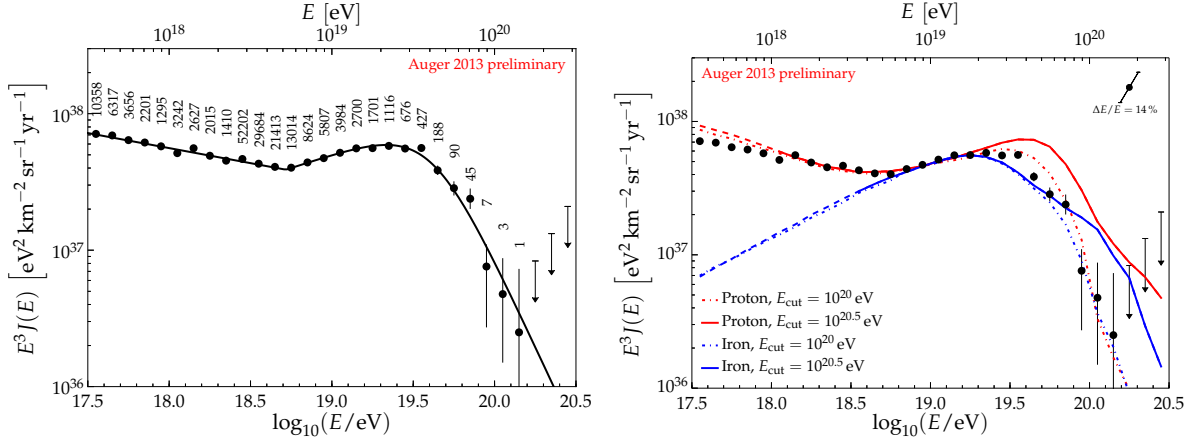 E [eV]
10^18 10^19 10^20
Auger 2013 preliminary
10358 6317 3656 2201 1295 3242 2627 2015 1410 52202 29684 21413 13014 8624 5807 3984 2700 1701 1116 676 427 188 90 45 7 3 1
10^38
10^37
10^36
E^3 J(E) [eV^2 km^−2 sr^−1 yr^−1]
17.5 18.0 18.5 19.0 19.5 20.0 20.5
log_10(E/eV)
E [eV]
10^18 10^19 10^20
Auger 2013 preliminary
ΔE/E = 14 %
10^38
10^37
10^36
E^3 J(E) [eV^2 km^−2 sr^−1 yr^−1]
Proton, E_cut = 10^20 eV
Proton, E_cut = 10^20.5 eV
Iron, E_cut = 10^20 eV
Iron, E_cut = 10^20.5 eV
17.5 18.0 18.5 19.0 19.5 20.0 20.5
log_10(E/eV)